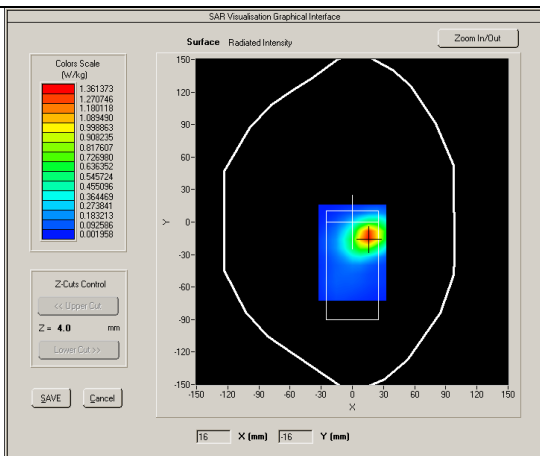 SAR Visualisation Graphical Interface
Surface Radiated Intensity
Zoom In/Out
Colors Scale
(W/kg)
1.361373
1.270746
1.180118
1.089490
0.998863
0.908235
0.817607
0.726980
0.636352
0.545724
0.455096
0.364469
0.273841
0.183213
0.092586
0.001958
Z-Cuts Control
<< Upper Cut
Z = 4.0 mm
Lower Cut >>
SAVE Cancel
150
120
90
60
30
0
-30
-60
-90
-120
-150
Y
-150 -120 -90 -60 -30 0 30 60 90 120 150
X
16 X (mm) -16 Y (mm)